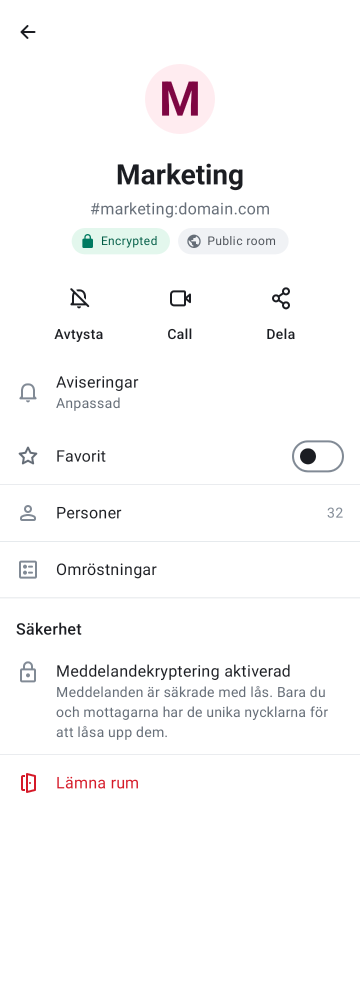 M
Marketing
#marketing:domain.com
Encrypted Public room
Avtysta Call Dela
Aviseringar
Anpassad
Favorit
Personer 32
Omröstningar
Säkerhet
Meddelandekryptering aktiverad
Meddelanden är säkrade med lås. Bara du
och mottagarna har de unika nycklarna för
att låsa upp dem.
Lämna rum